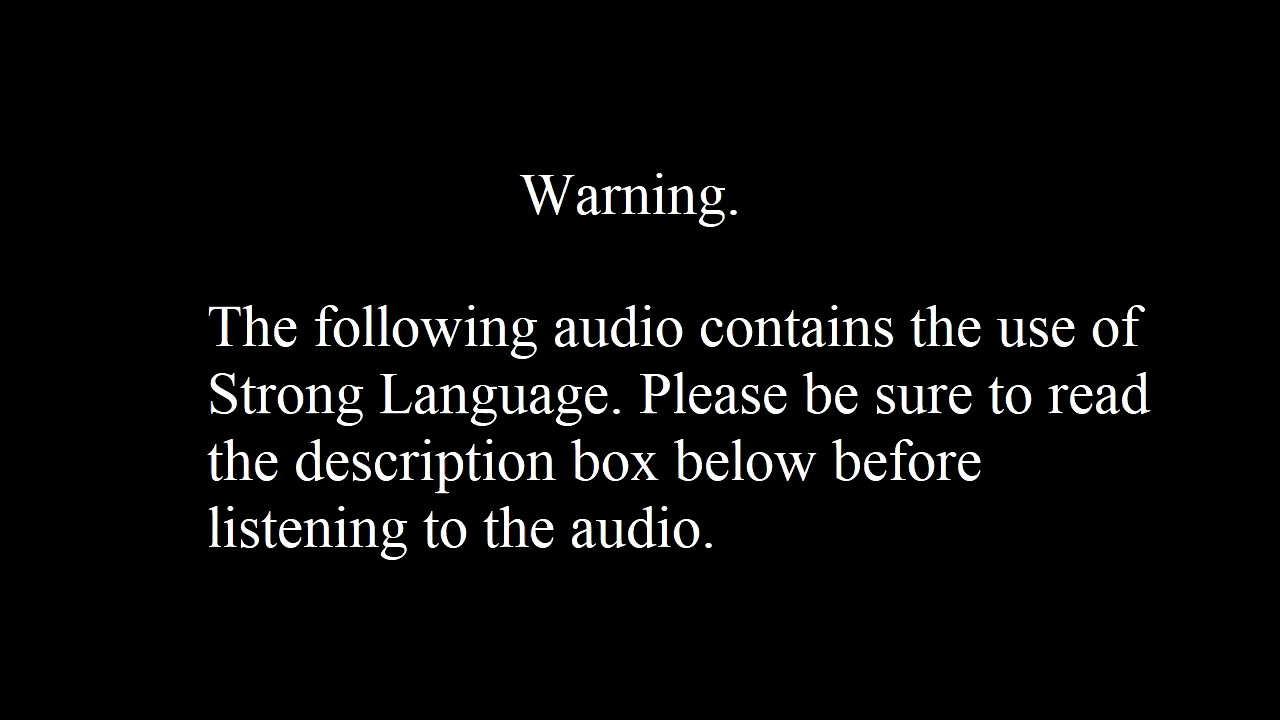 Warning.
The following audio contains the use of
Strong Language. Please be sure to read
the description box below before
listening to the audio.